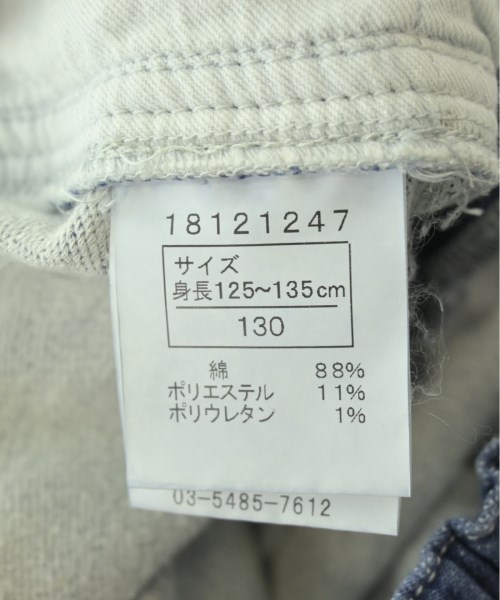 18121247
サイズ
身長125~135cm
130
綿 88%
ポリエステル 11%
ポリウレタン 1%
03-5485-7612